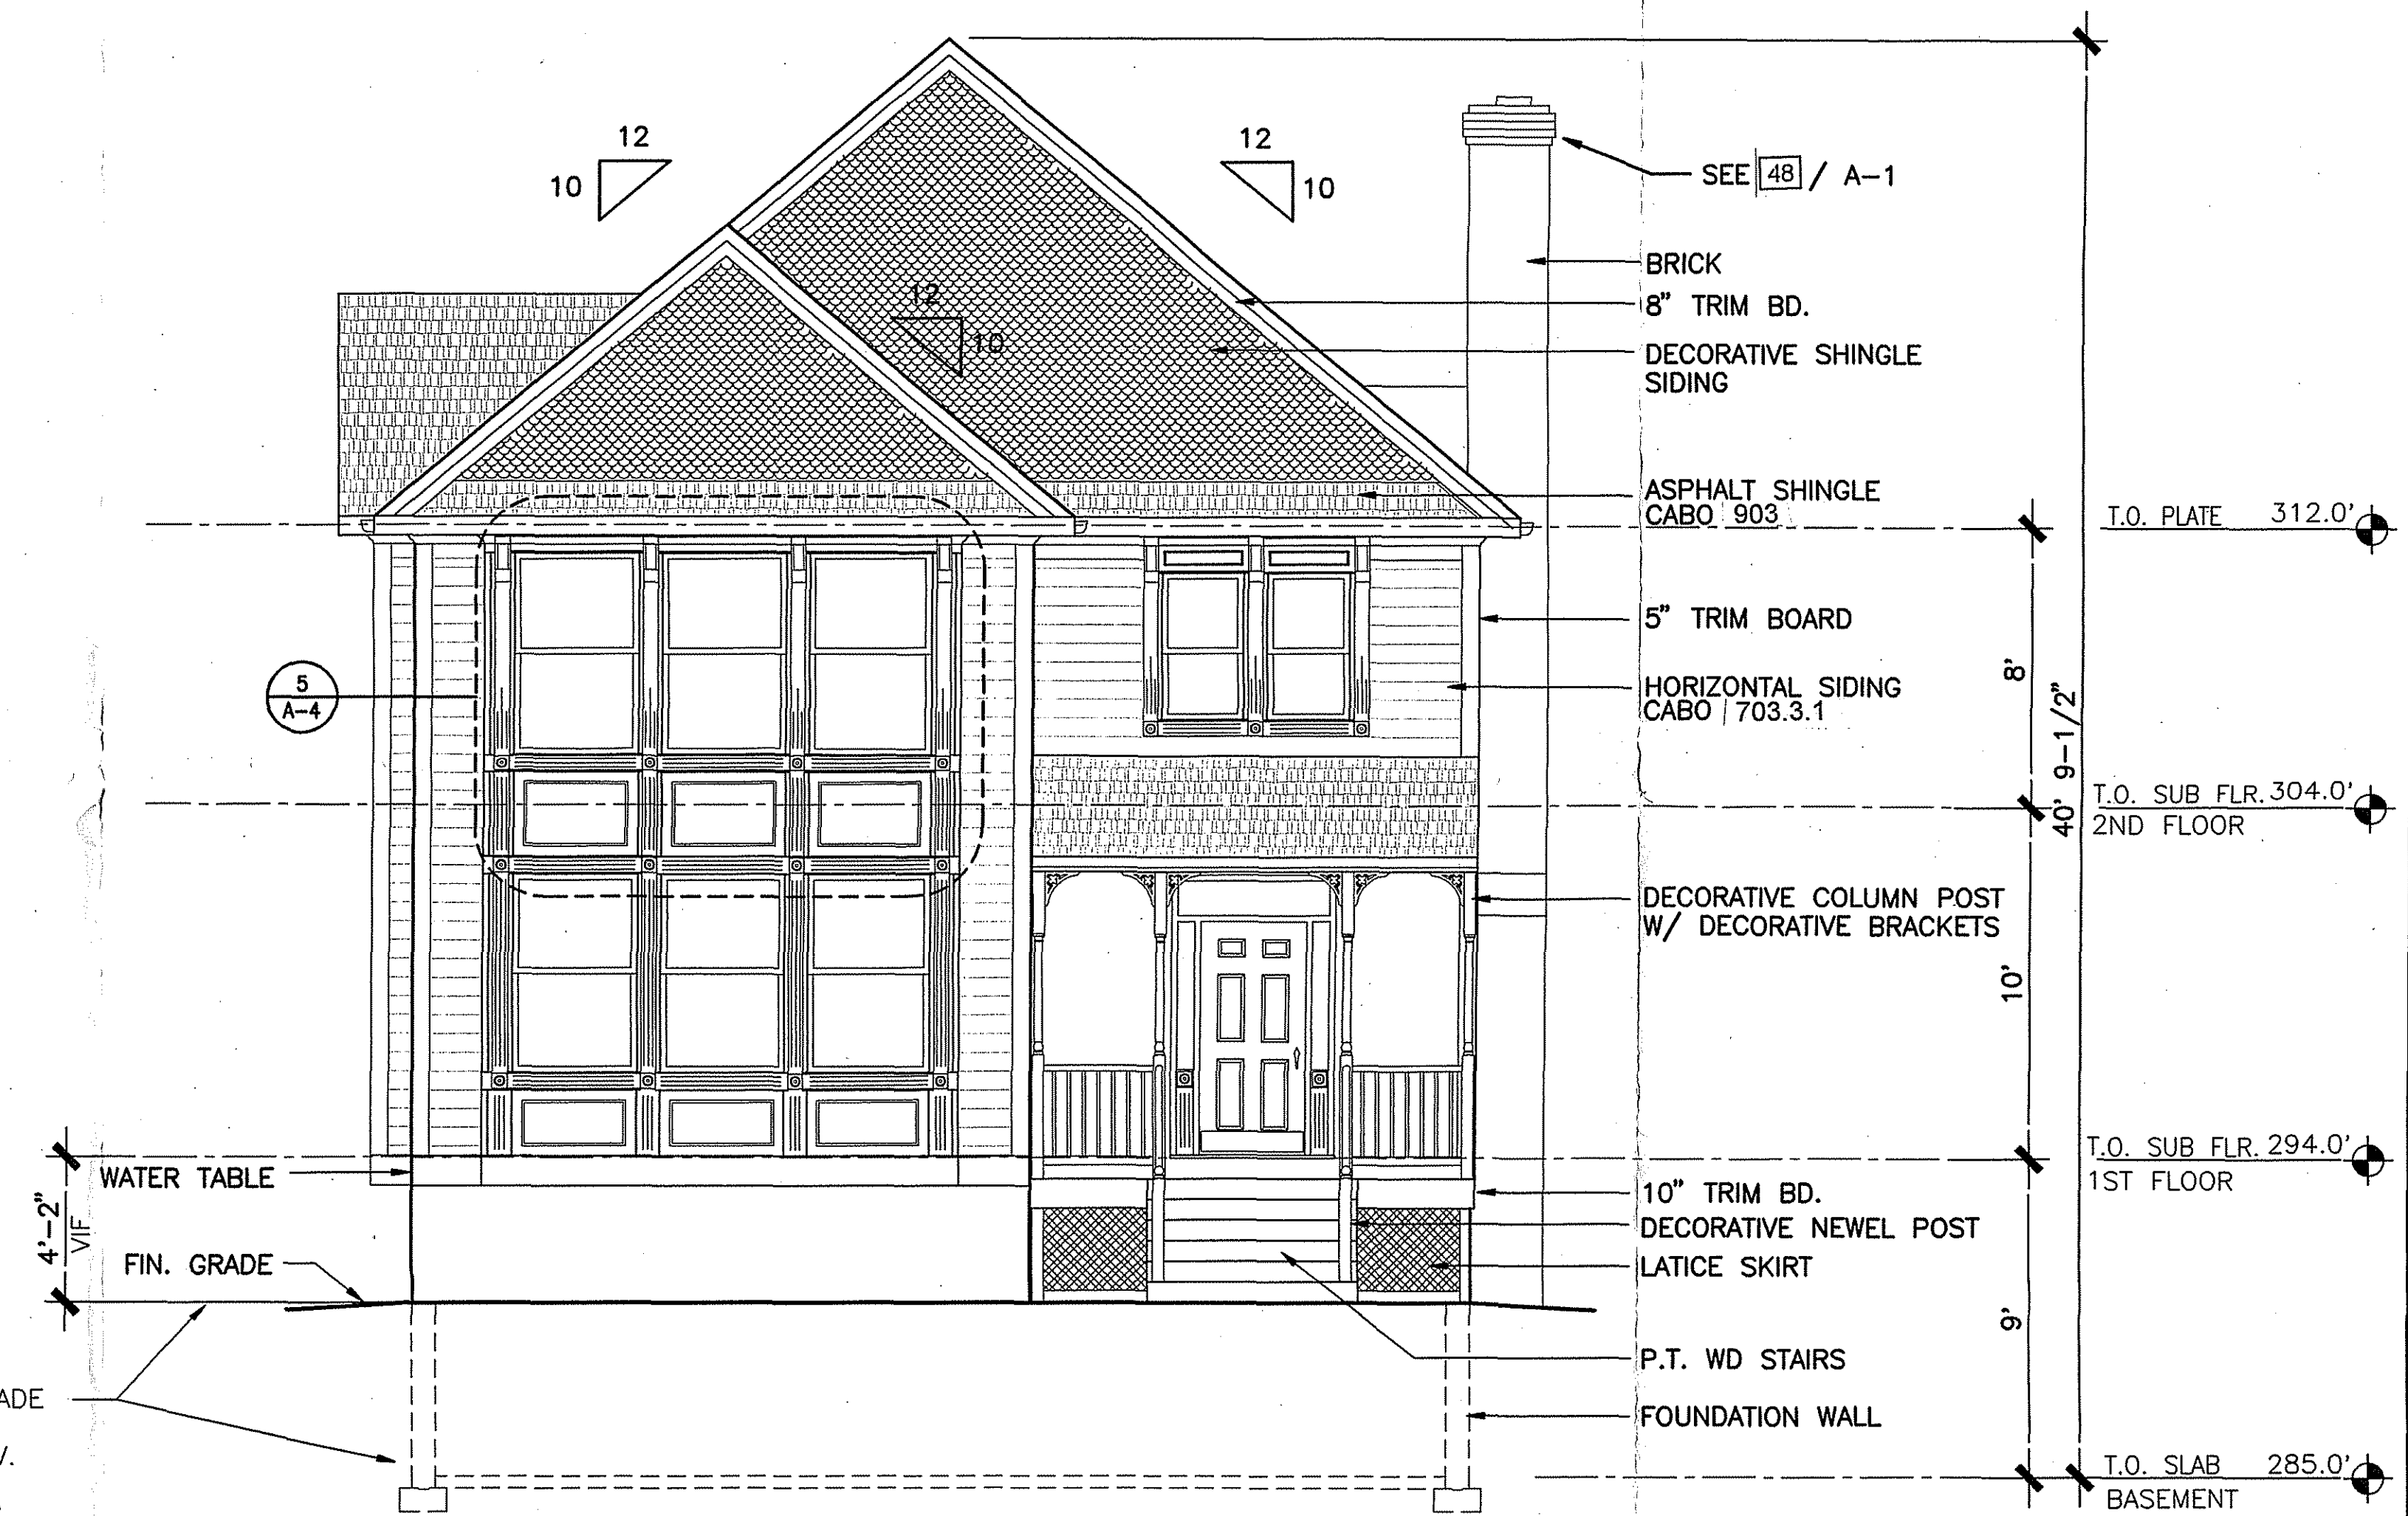 12
10
12
10
12
10
SEE 48 / A-1
BRICK
8" TRIM BD.
DECORATIVE SHINGLE
SIDING
ASPHALT SHINGLE
CABO 903
T.O. PLATE 312.0'
5" TRIM BOARD
8'
HORIZONTAL SIDING
CABO 703.3.1
5
A-4
40' 9-1/2"
T.O. SUB FLR. 304.0'
2ND FLOOR
DECORATIVE COLUMN POST
W/ DECORATIVE BRACKETS
10'
T.O. SUB FLR. 294.0'
1ST FLOOR
WATER TABLE
4'-2"
VIF
FIN. GRADE
10" TRIM BD.
DECORATIVE NEWEL POST
LATICE SKIRT
9'
P.T. WD STAIRS
ADE
FOUNDATION WALL
T.O. SLAB 285.0'
BASEMENT